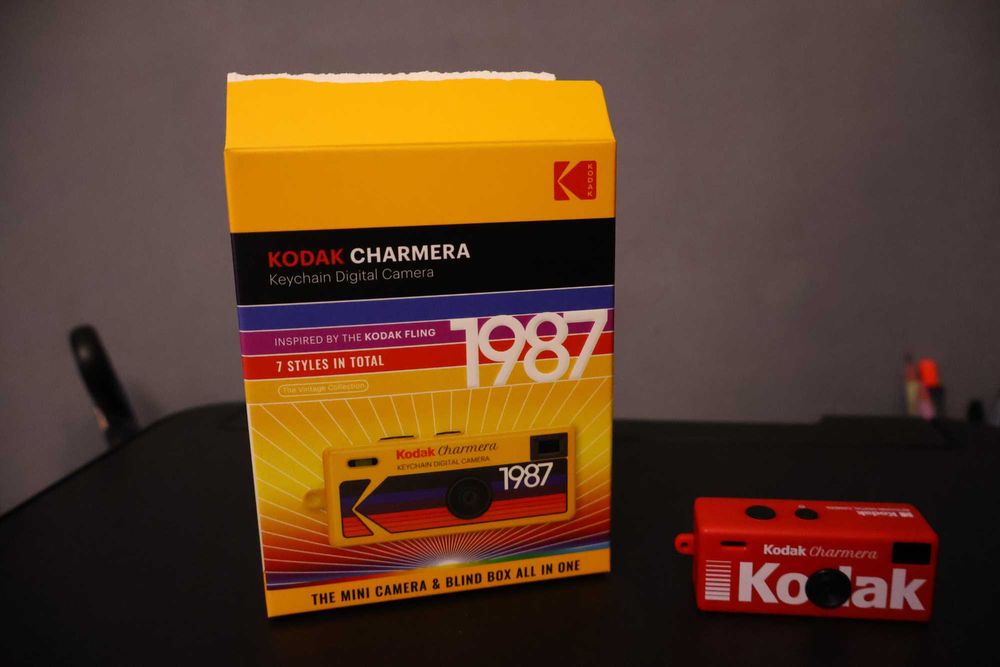 KODAK
KODAK CHARMERA
Keychain Digital Camera
INSPIRED BY THE KODAK FLING
1987
7 STYLES IN TOTAL
The Vintage Collection
Kodak Charmera
KEYCHAIN DIGITAL CAMERA
1987
THE MINI CAMERA & BLIND BOX ALL IN ONE
Kodak
Kodak Charmera
Kodak